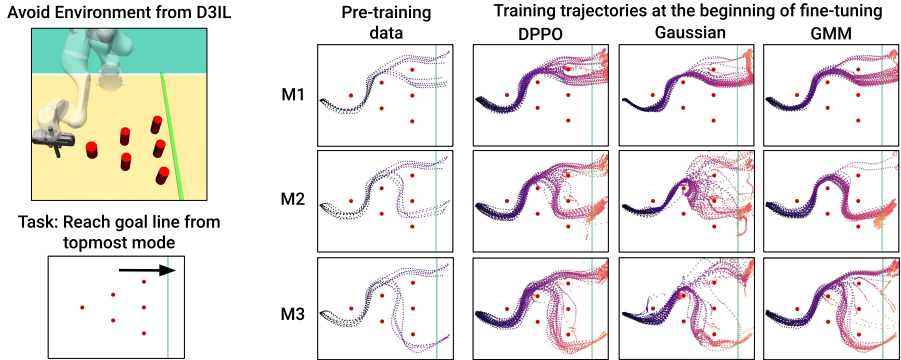 Avoid Environment from D3IL
Task: Reach goal line from
topmost mode
Pre-training
data
Training trajectories at the beginning of fine-tuning
DPPO
Gaussian
GMM
M1
M2
M3